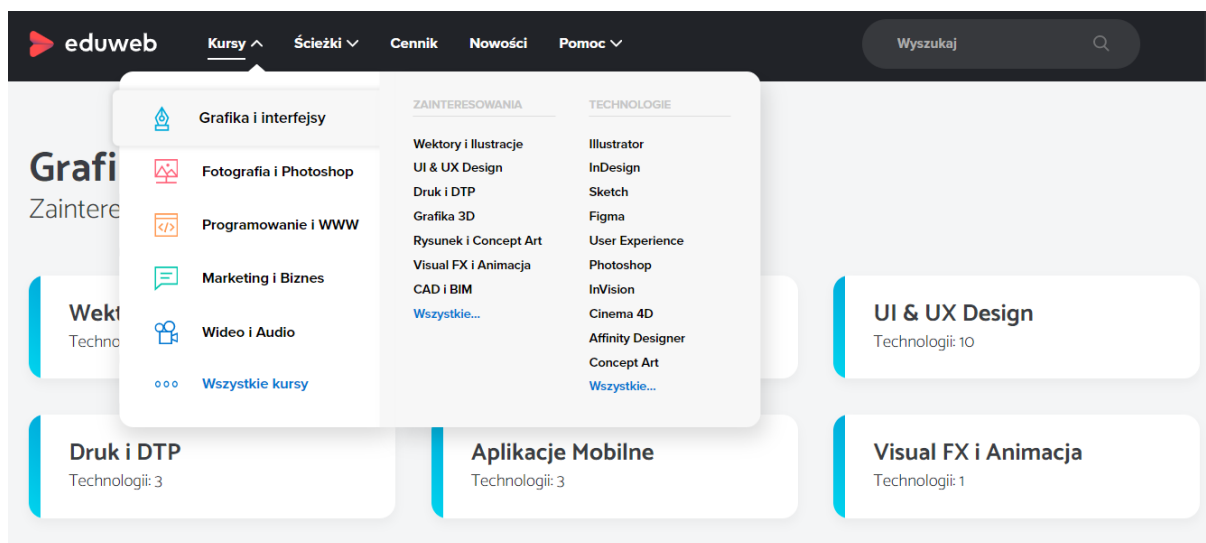 eduweb
Kursy
Ścieżki
Cennik
Nowości
Pomoc
Wyszukaj
Grafika i interfejsy
Fotografia i Photoshop
Programowanie i WWW
Marketing i Biznes
Wideo i Audio
Wszystkie kursy
ZAINTERESOWANIA
Wektory i Ilustracje
UI & UX Design
Druk i DTP
Grafika 3D
Rysunek i Concept Art
Visual FX i Animacja
CAD i BIM
Wszystkie...
TECHNOLOGIE
Illustrator
InDesign
Sketch
Figma
User Experience
Photoshop
InVision
Cinema 4D
Affinity Designer
Concept Art
Wszystkie...
Grafi
Zaintere
Wekt
Techno
UI & UX Design
Technologii: 10
Druk i DTP
Technologii: 3
Aplikacje Mobilne
Technologii: 3
Visual FX i Animacja
Technologii: 1